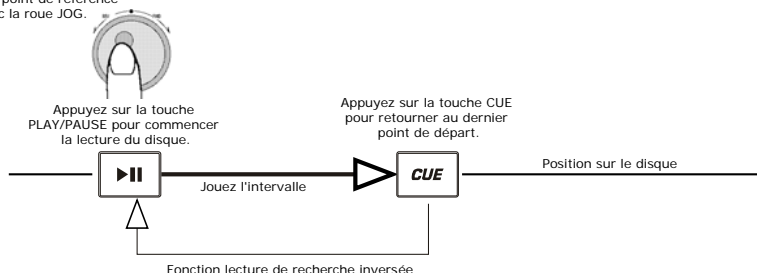 point de référence
c la roue JOG.
Appuyez sur la touche
PLAY/PAUSE pour commencer
la lecture du disque.
Appuyez sur la touche CUE
pour retourner au dernier
point de départ.
CUE
Jouez l'intervalle
Position sur le disque
Fonction lecture de recherche inversée